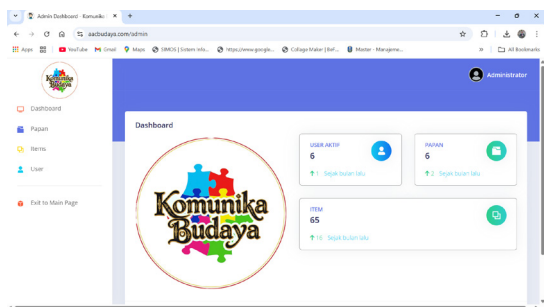 Admin Dashboard - Komunika
aacbudaya.com/admin
Apps
YouTube
Gmail
Maps
SIMOS | Sistem Info...
https://www.google...
Collage Maker | BeF...
Master - Manajeme...
All Bookmarks
Komunika
Budaya
Administrator
Dashboard
Papan
Items
User
Exit to Main Page
Dashboard
Komunika
Budaya
USER AKTIF
6
1 Sejak bulan lalu
PAPAN
6
2 Sejak bulan lalu
ITEM
65
16 Sejak bulan lalu